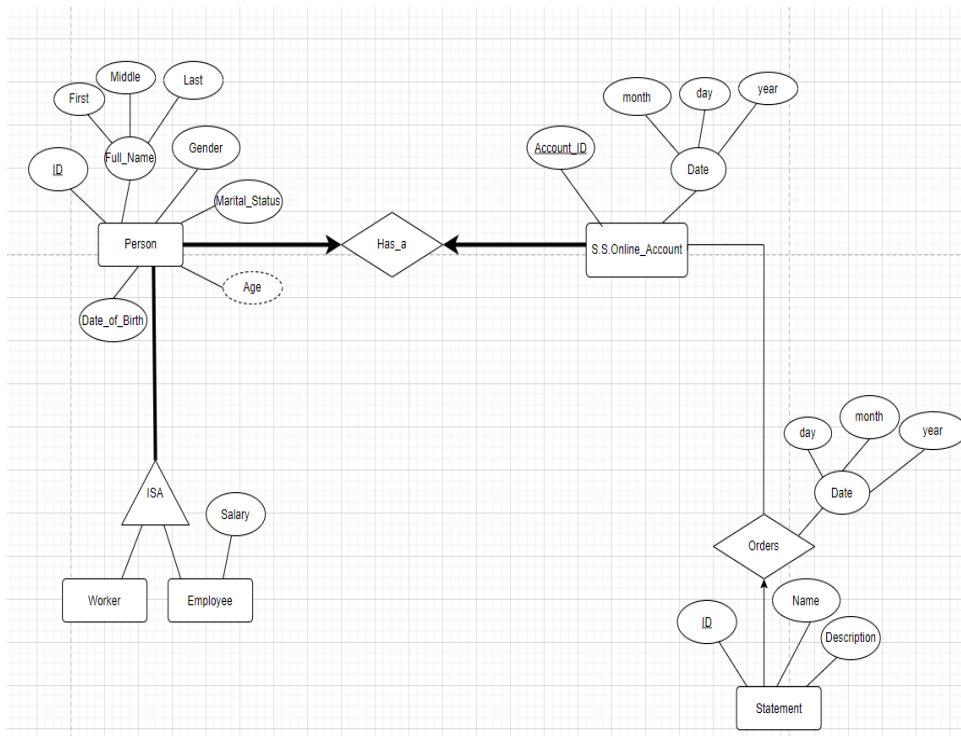 Middle
Last
First
month
day
year
Full_Name
Gender
Account_ID
ID
Date
Marital_Status
Person
Has_a
S.S.Online_Account
Age
Date_of_Birth
month
day
year
ISA
Date
Salary
Orders
Worker
Employee
Name
ID
Description
Statement